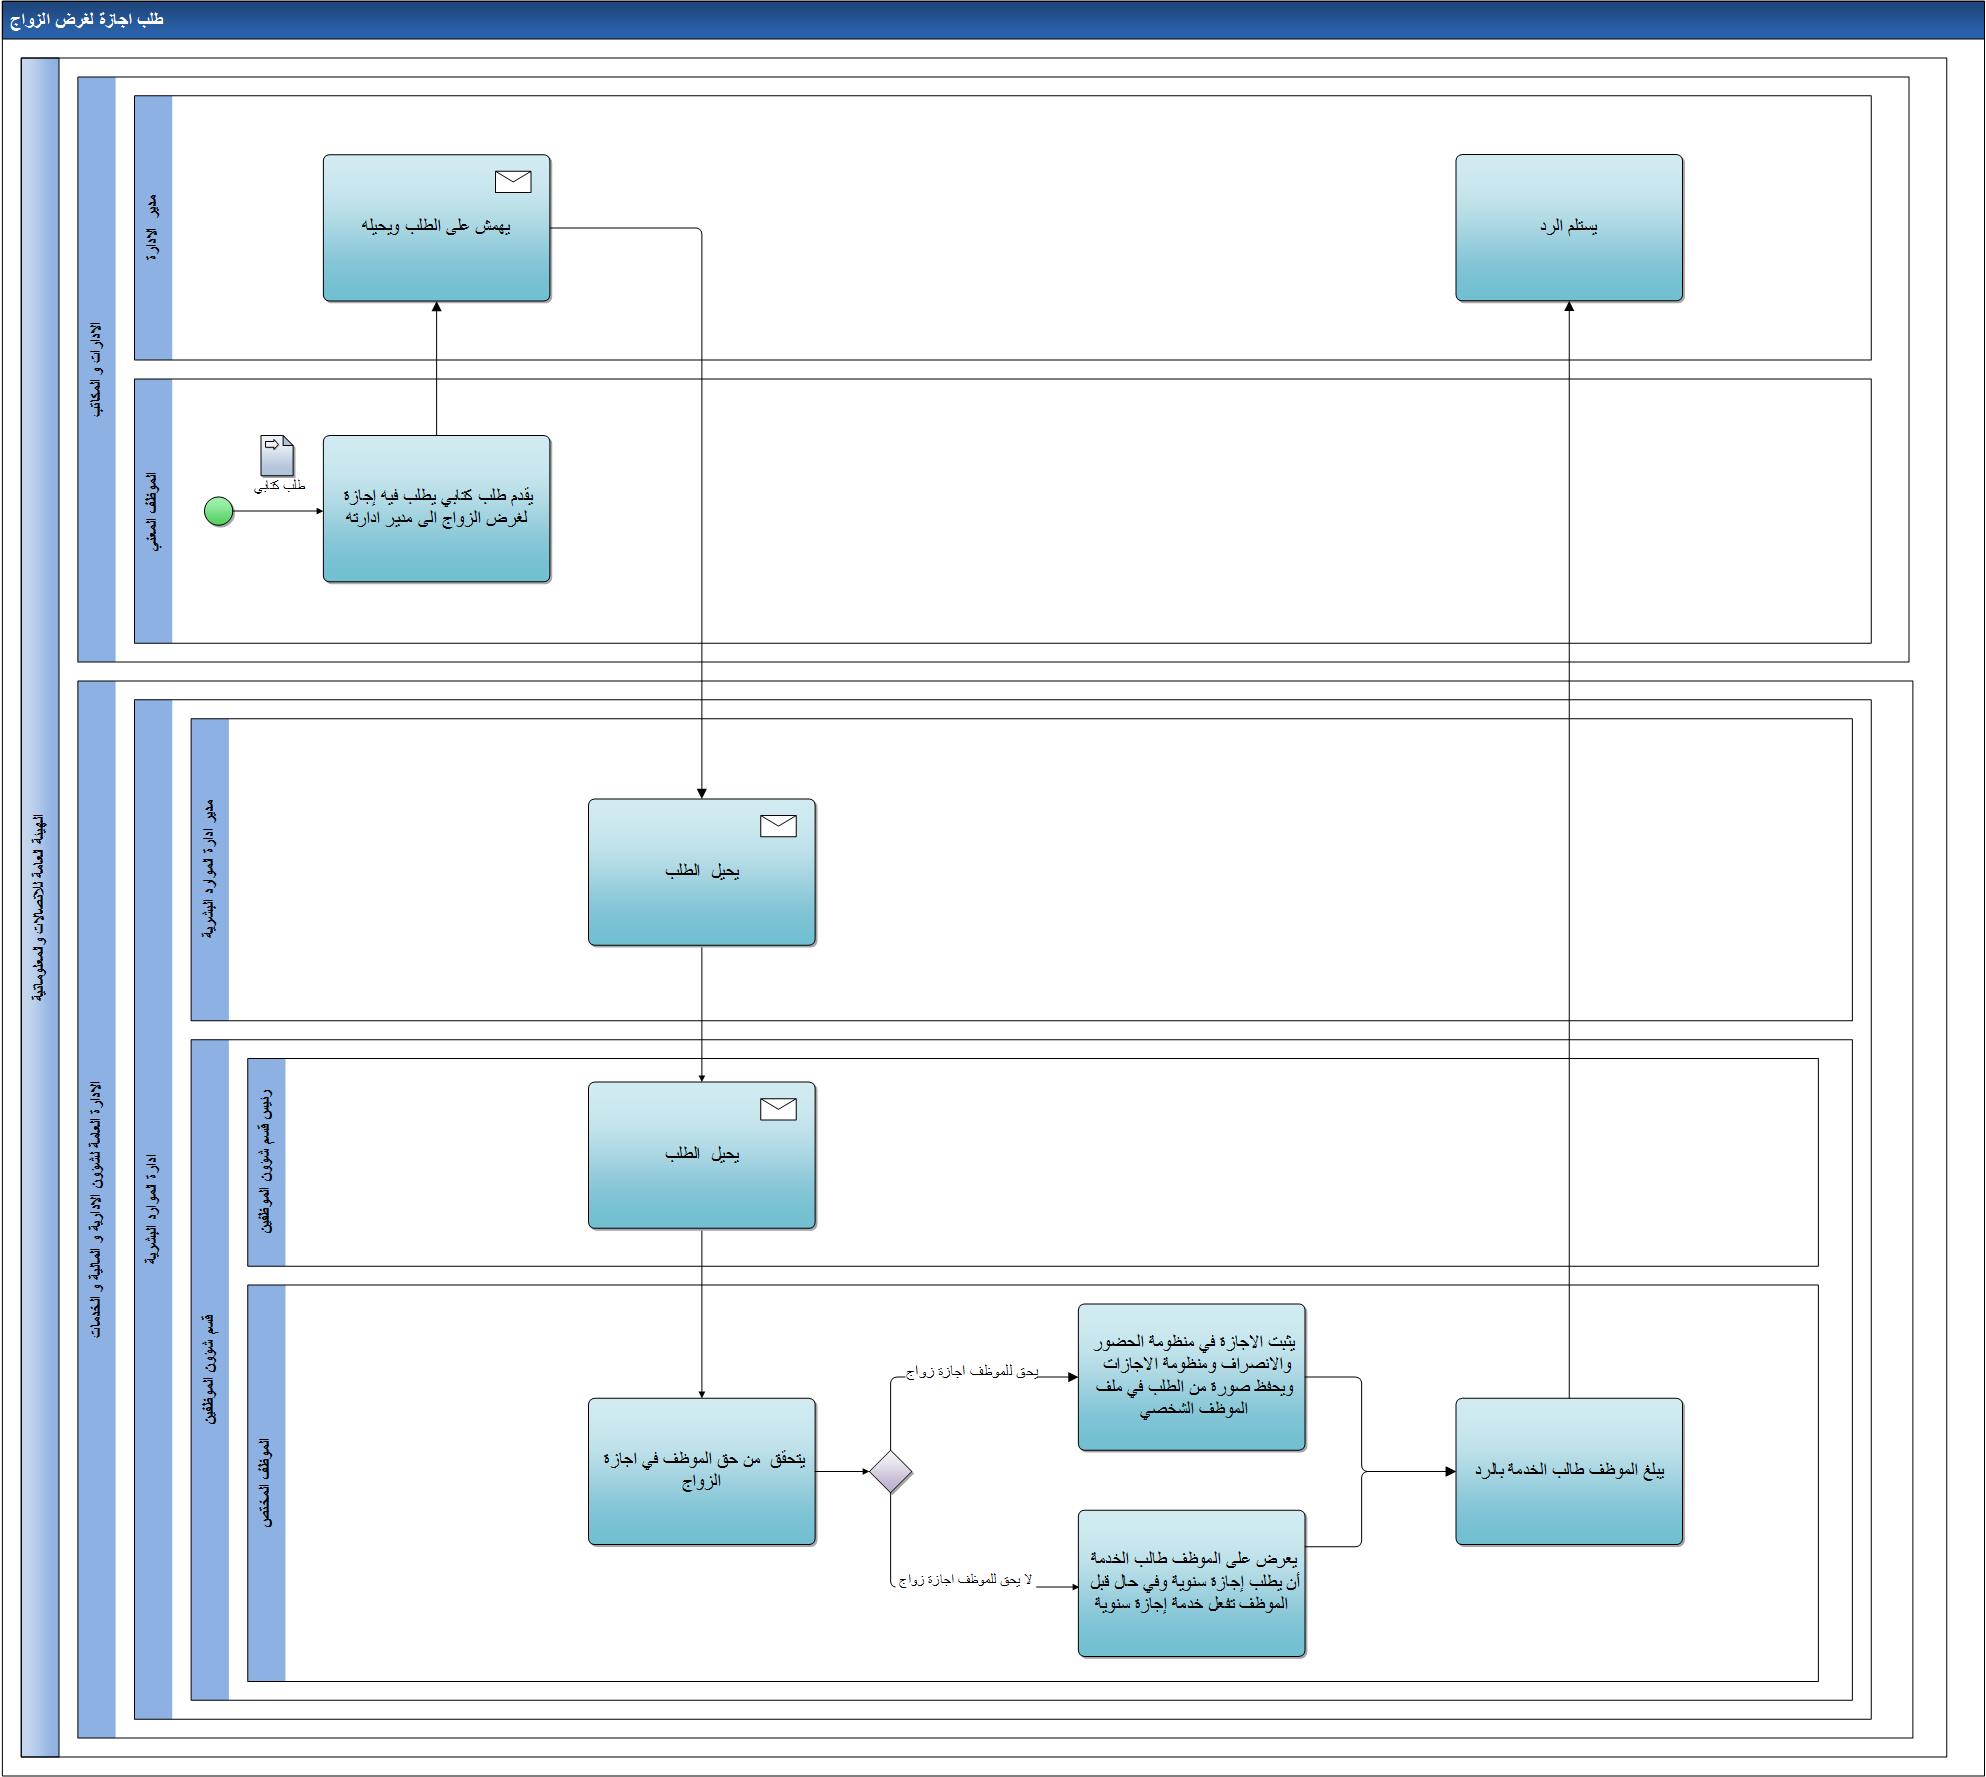 طلب اجازة لغرض الزواج
الهيئة العامة للاتصالات والمعلوماتية
الادارات و المكاتب
مدير الادارة
يهمش على الطلب ويحيله
يستلم الرد
الموظف المعني
طلب كتابي
يقدم طلب كتابي يطلب فيه إجازة
لغرض الزواج الى مدير ادارته
الادارة العامة لشؤون الادارية و المالية و الخدمات
ادارة الموارد البشرية
مدير ادارة الموارد البشرية
يحيل الطلب
قسم شؤون الموظفين
رئيس قسم شؤون الموظفين
يحيل الطلب
الموظف المختص
يتحقق من حق الموظف في اجازة
الزواج
يحق للموظف اجازة زواج
يثبت الاجازة في منظومة الحضور
والانصراف ومنظومة الاجازات
ويحفظ صورة من الطلب في ملف
الموظف الشخصي
لا يحق للموظف اجازة زواج
يعرض على الموظف طالب الخدمة
أن يطلب إجازة سنوية وفي حال قبل
الموظف تفعل خدمة إجازة سنوية
يبلغ الموظف طالب الخدمة بالرد